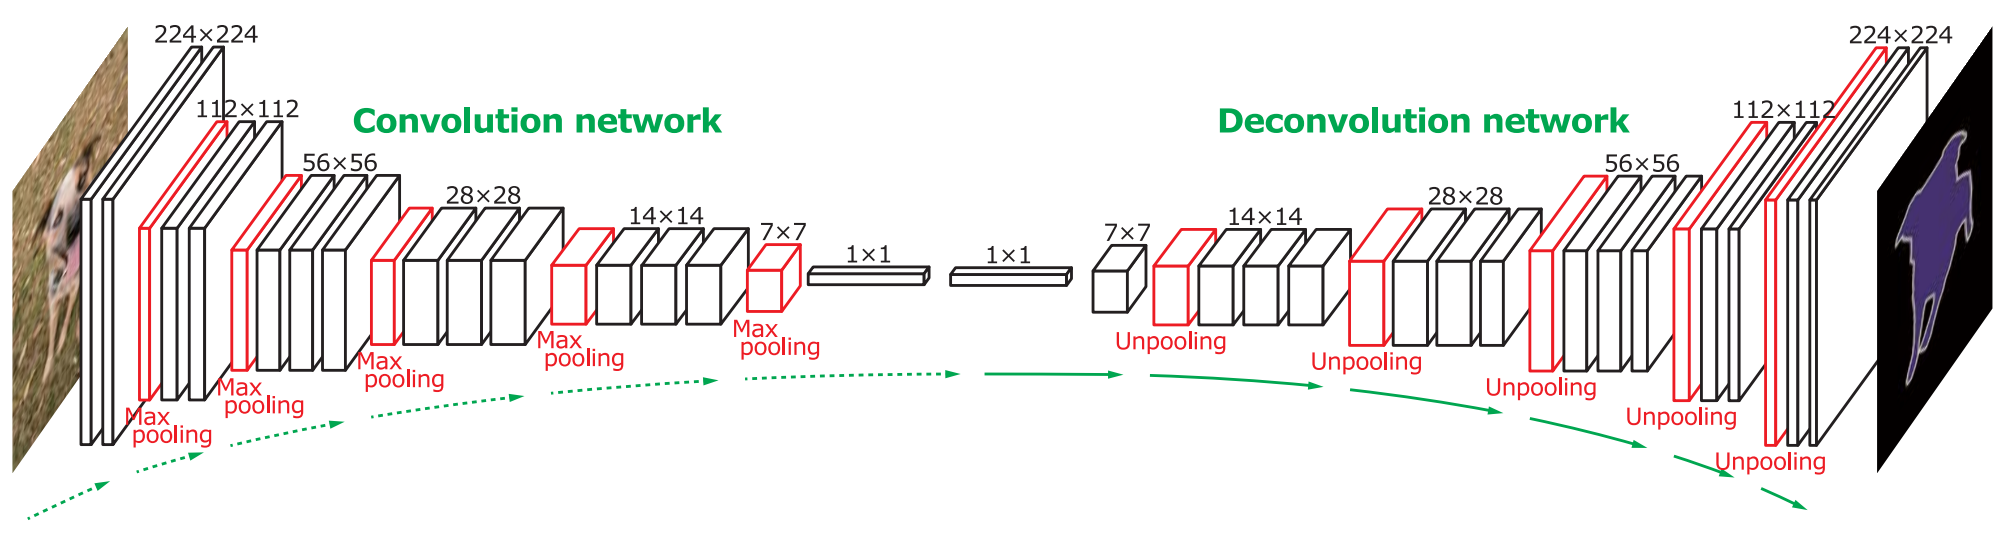 224×224
112×112
Convolution network
56×56
28×28
14×14
7×7
1×1
1×1
7×7
14×14
28×28
Deconvolution network
56×56
112×112
224×224
Max
pooling
Max
pooling
Max
pooling
Max
pooling
Max
pooling
Unpooling
Unpooling
Unpooling
Unpooling
Unpooling